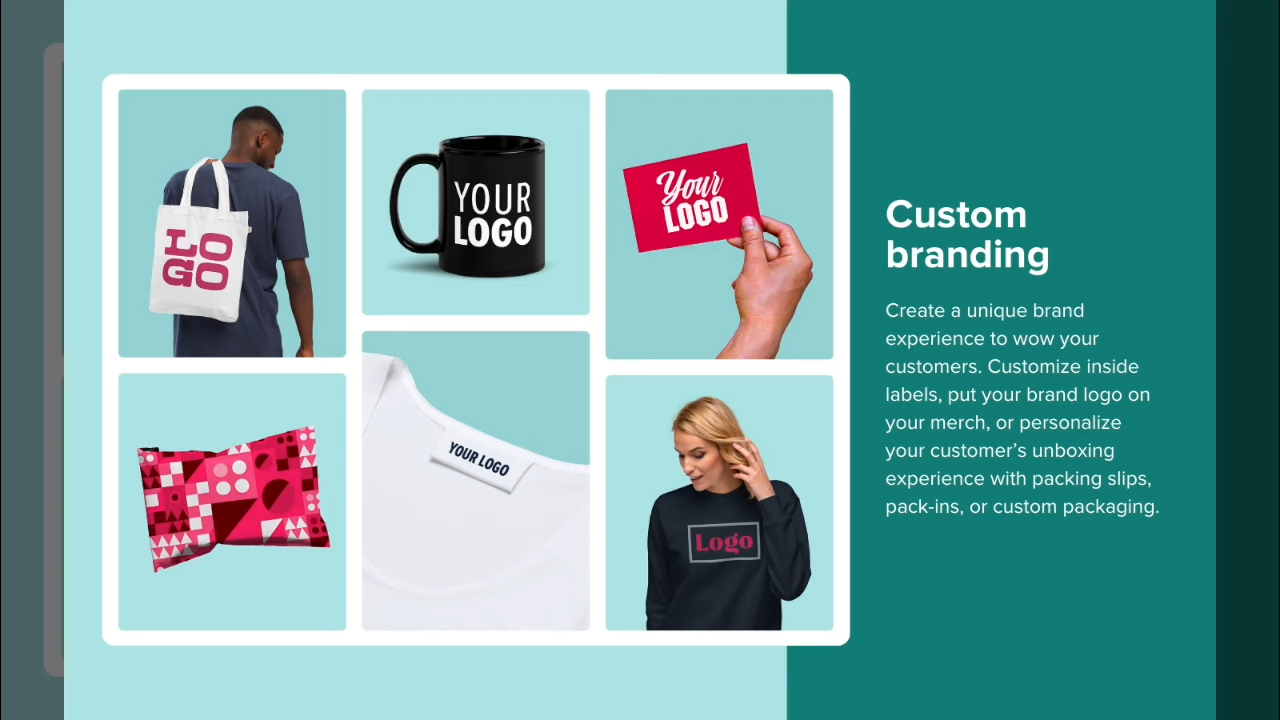 LO
GO
YOUR
LOGO
Your
LOGO
YOUR LOGO
Logo
Custom
branding
Create a unique brand
experience to wow your
customers. Customize inside
labels, put your brand logo on
your merch, or personalize
your customer’s unboxing
experience with packing slips,
pack-ins, or custom packaging.